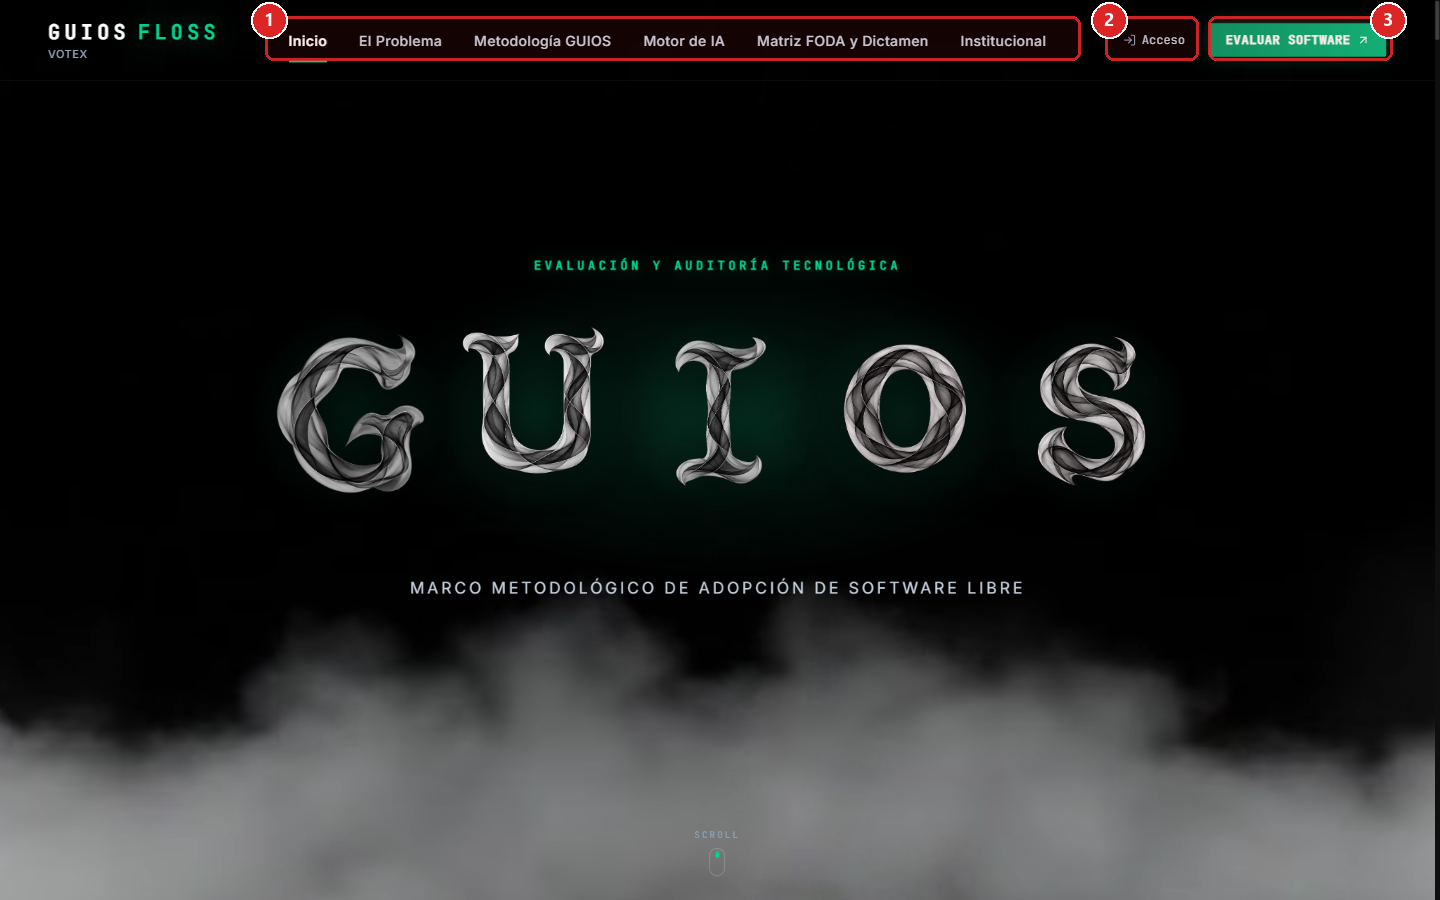 GUIOS FLOSS
VOTEX
1
Inicio El Problema Metodología GUIOS Motor de IA Matriz FODA y Dictamen Institucional
2
Acceso
3
EVALUAR SOFTWARE
EVALUACIÓN Y AUDITORÍA TECNOLÓGICA
GUIOS
MARCO METODOLÓGICO DE ADOPCIÓN DE SOFTWARE LIBRE
SCROLL